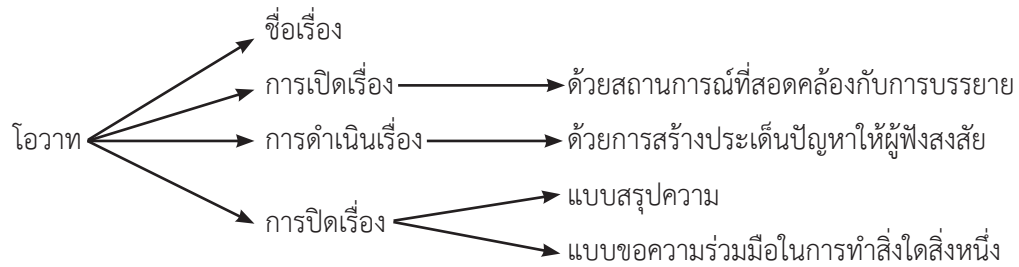 ชื่อเรื่อง
การเปิดเรื่อง
ด้วยสถานการณ์ที่สอดคล้องกับการบรรยาย
โอวาท
การดำเนินเรื่อง
ด้วยการสร้างประเด็นปัญหาให้ผู้ฟังสงสัย
การปิดเรื่อง
แบบสรุปความ
แบบขอความร่วมมือในการทำสิ่งใดสิ่งหนึ่ง